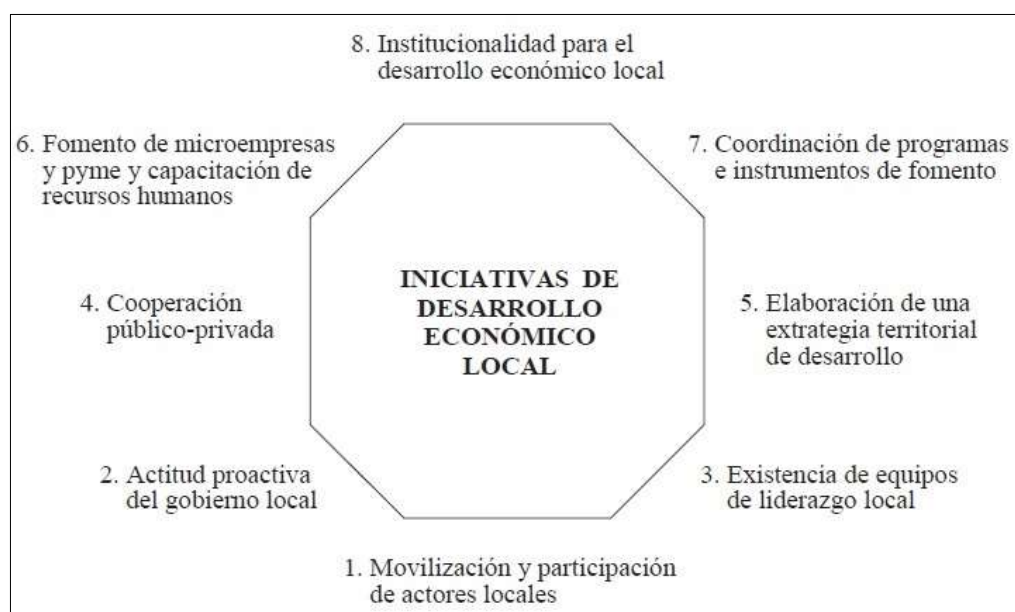 8. Institucionalidad para el
desarrollo económico local
6. Fomento de microempresas
y pyme y capacitación de
recursos humanos
7. Coordinación de programas
e instrumentos de fomento
4. Cooperación
público-privada
INICIATIVAS DE
DESARROLLO
ECONÓMICO
LOCAL
5. Elaboración de una
extrategia territorial
de desarrollo
2. Actitud proactiva
del gobierno local
3. Existencia de equipos
de liderazgo local
1. Movilización y participación
de actores locales